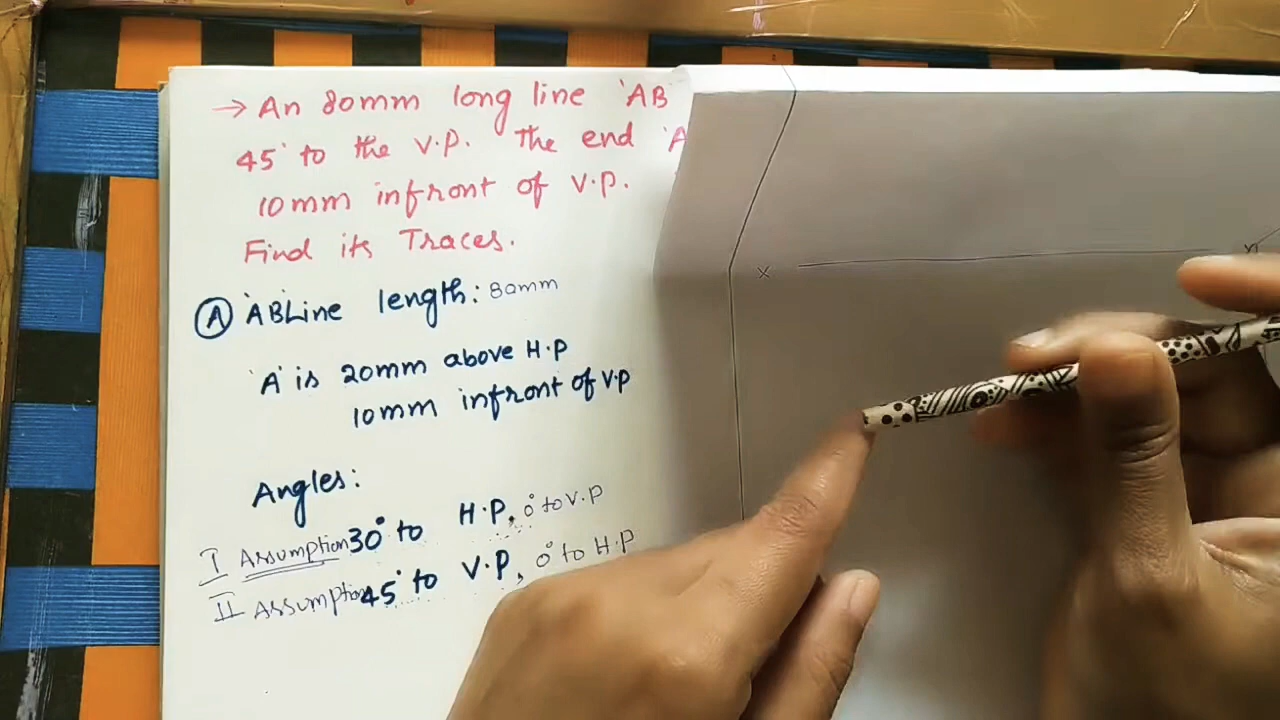 → An 80mm long line 'AB
45° to the V.P. The end 'A
10mm infront of V.P.
Find its Traces.
Ⓐ 'AB'Line length: 80mm
'A' is 20mm above H.P
10mm infront of V.P
Angles:
I Assumption 30° to H.P, 0° to V.P
II Assumption 45° to V.P, 0° to H.P
X